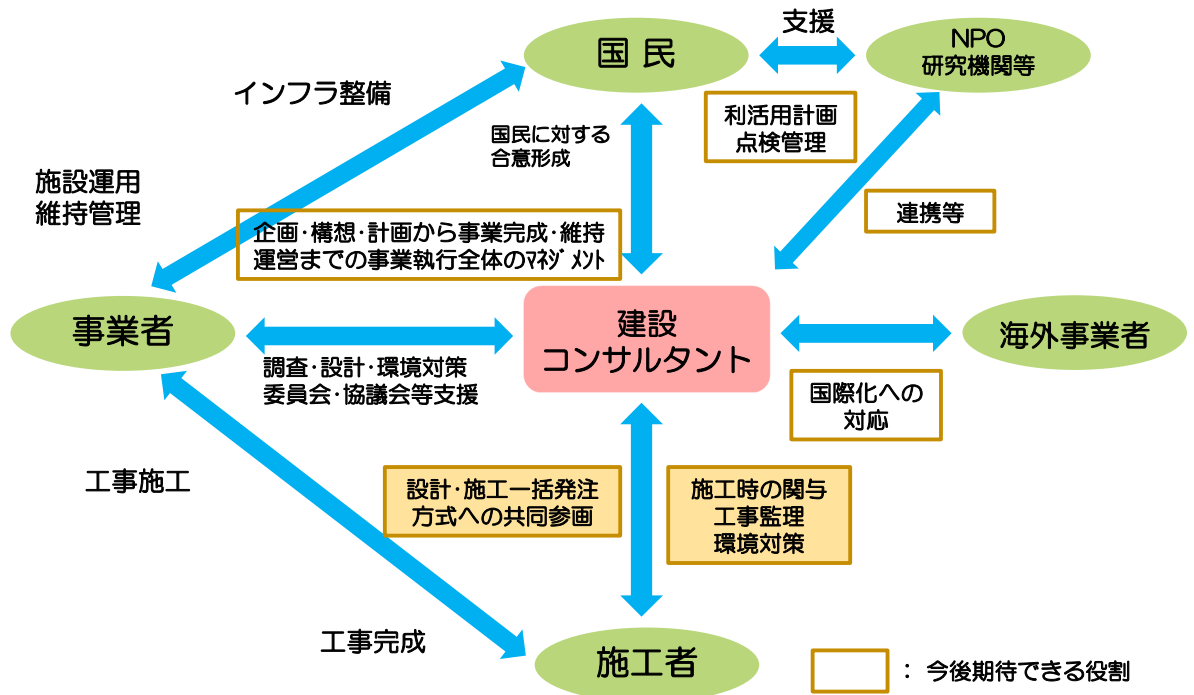 支援
国 民
NPO
研究機関等
インフラ整備
利活用計画
点検管理
国民に対する
合意形成
施設運用
維持管理
連携等
企画・構想・計画から事業完成・維持
運営までの事業執行全体のﾏﾈｼﾞﾒﾝﾄ
事業者
建設
コンサルタント
海外事業者
調査・設計・環境対策
委員会・協議会等支援
国際化への
対応
工事施工
設計・施工一括発注
方式への共同参画
施工時の関与
工事監理
環境対策
工事完成
施工者
：今後期待できる役割